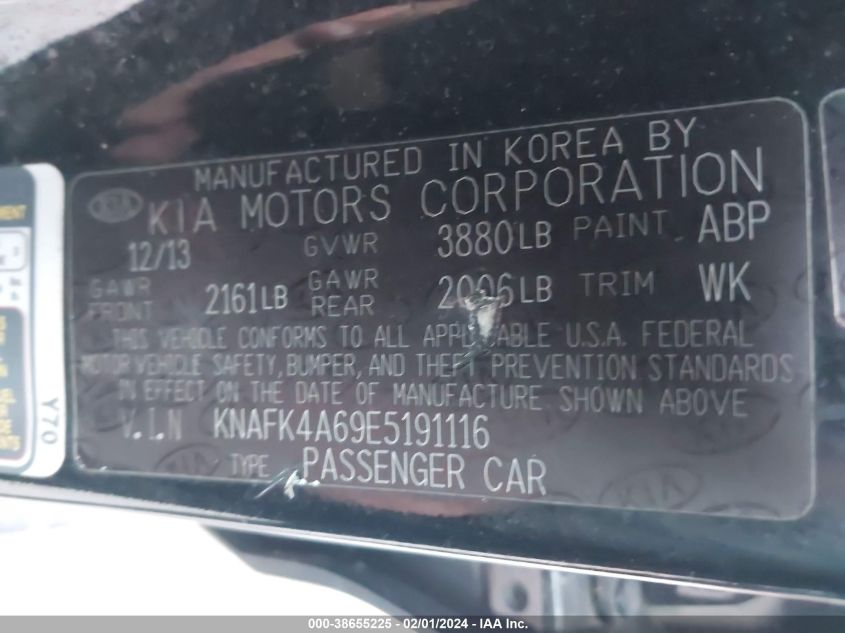 MANUFACTURED IN KOREA BY
KIA KIA MOTORS CORPORATION
12/13 GVWR 3880LB PAINT ABP
GAWR FRONT 2161LB GAWR REAR 2006LB TRIM WK
THIS VEHICLE CONFORMS TO ALL APPLICABLE U.S.A. FEDERAL
MOTOR VEHICLE SAFETY, BUMPER, AND THEFT PREVENTION STANDARDS
IN EFFECT ON THE DATE OF MANUFACTURE SHOWN ABOVE
V.I.N KNAFK4A69E5191116
TYPE PASSENGER CAR
KIA
Y70
000-38655225 - 02/01/2024 - IAA Inc.